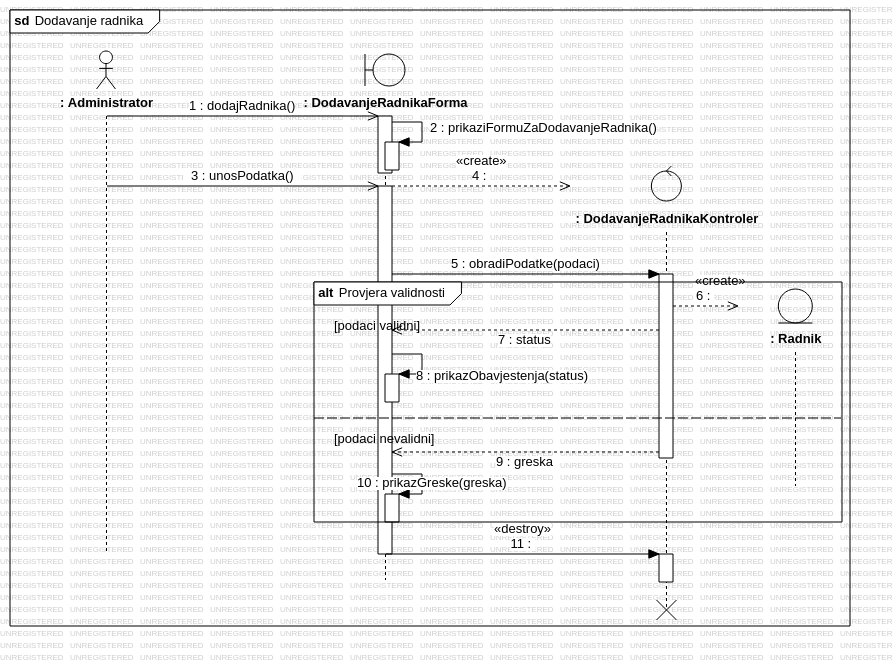 sd Dodavanje radnika
: Administrator
1 : dodajRadnika()
: DodavanjeRadnikaForma
2 : prikaziFormuZaDodavanjeRadnika()
3 : unosPodatka()
«create»
4 :
: DodavanjeRadnikaKontroler
5 : obradiPodatke(podaci)
alt Provjera validnosti
«create»
6 :
: Radnik
[podaci validni]
7 : status
8 : prikazObavjestenja(status)
[podaci nevalidni]
9 : greska
10 : prikazGreske(greska)
«destroy»
11 :
UNREGISTERED